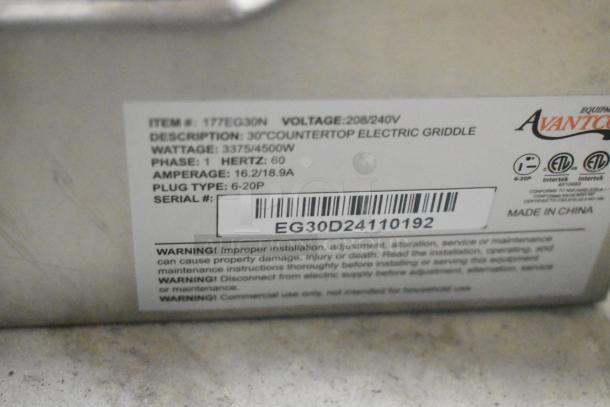 ITEM #: 177EG30N VOLTAGE:208/240V
DESCRIPTION: 30"COUNTERTOP ELECTRIC GRIDDLE
WATTAGE: 3375/4500W
PHASE: 1 HERTZ: 60
AMPERAGE: 16.2/18.9A
PLUG TYPE: 6-20P
SERIAL #:
EG30D24110192
WARNING! Improper installation, adjustment, alteration, service or maintenance
can cause property damage, injury or death. Read the installation, operating, and
maintenance instructions thoroughly before installing or servicing this equipment
WARNING! Disconnect from electric supply before adjustment, alternation, service
or maintenance.
WARNING! Commercial use only, not intended for household use
EQUIPM
AVANTCO
6-20P Intertek Intertek
MADE IN CHINA